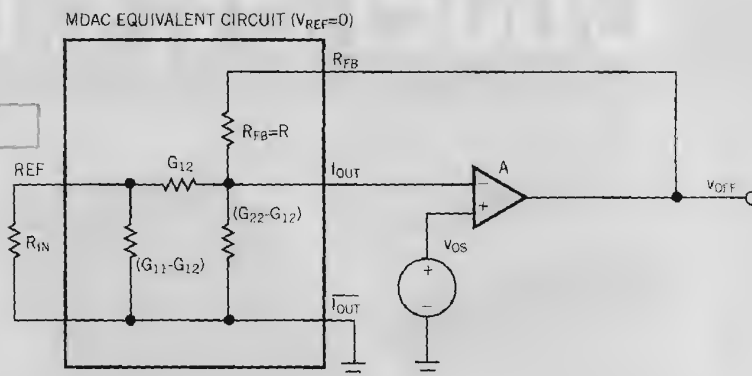 MDAC EQUIVALENT CIRCUIT (VREF=0)
RFB
RFB=R
REF
G12
IOUT
A
−
+
VOFF
(G22-G12)
RIN
(G11-G12)
VOS
+
−
IOUT